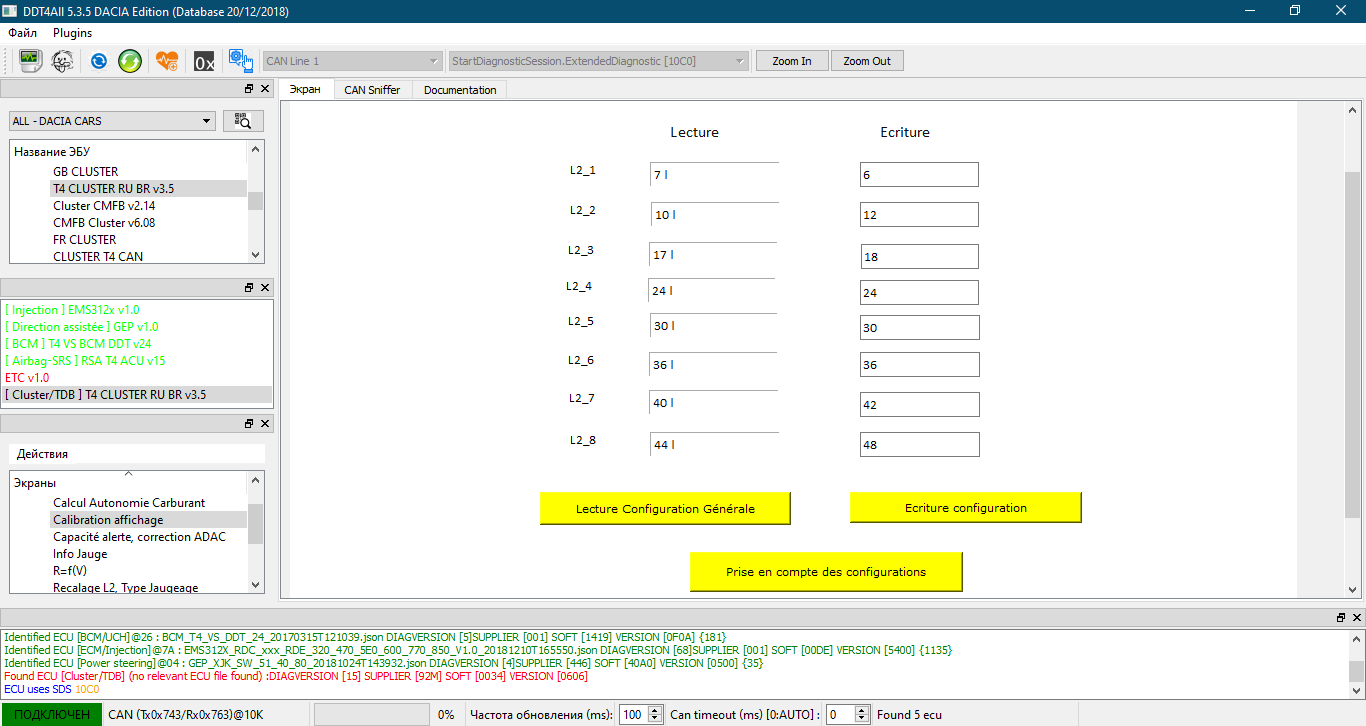 DDT4All 5.3.5 DACIA Edition (Database 20/12/2018)
Файл Plugins
0x CAN Line 1 StartDiagnosticSession.ExtendedDiagnostic [10C0] Zoom In Zoom Out
Экран CAN Sniffer Documentation
ALL - DACIA CARS
Название ЭБУ
GB CLUSTER
T4 CLUSTER RU BR v3.5
Cluster CMFB v2.14
CMFB Cluster v6.08
FR CLUSTER
CLUSTER T4 CAN
[ Injection ] EMS312x v1.0
[ Direction assistée ] GEP v1.0
[ BCM ] T4 VS BCM DDT v24
[ Airbag-SRS ] RSA T4 ACU v15
ETC v1.0
[ Cluster/TDB ] T4 CLUSTER RU BR v3.5
Действия
Экраны
Calcul Autonomie Carburant
Calibration affichage
Capacité alerte, correction ADAC
Info Jauge
R=f(V)
Recalage L2, Type Jaugeage
Lecture Ecriture
L2_1 7 l 6
L2_2 10 l 12
L2_3 17 l 18
L2_4 24 l 24
L2_5 30 l 30
L2_6 36 l 36
L2_7 40 l 42
L2_8 44 l 48
Lecture Configuration Générale Ecriture configuration
Prise en compte des configurations
Identified ECU [BCM/UCH]@26 : BCM_T4_VS_DDT_24_20170315T121039.json DIAGVERSION [5]SUPPLIER [001] SOFT [1419] VERSION [0F0A] {181}
Identified ECU [ECM/Injection]@7A : EMS312X_RDC_xxx_RDE_320_470_5E0_600_770_850_V1.0_20181210T165550.json DIAGVERSION [68]SUPPLIER [001] SOFT [00DE] VERSION [5400] {1135}
Identified ECU [Power steering]@04 : GEP_XJK_SW_51_40_80_20181024T143932.json DIAGVERSION [4]SUPPLIER [446] SOFT [40A0] VERSION [0500] {35}
Found ECU [Cluster/TDB] (no relevant ECU file found) :DIAGVERSION [15] SUPPLIER [92M] SOFT [0034] VERSION [0606]
ECU uses SDS 10C0
ПОДКЛЮЧЕН CAN (Tx0x743/Rx0x763)@10K 0% Частота обновления (ms): 100 Can timeout (ms) [0:AUTO] : 0 Found 5 ecu